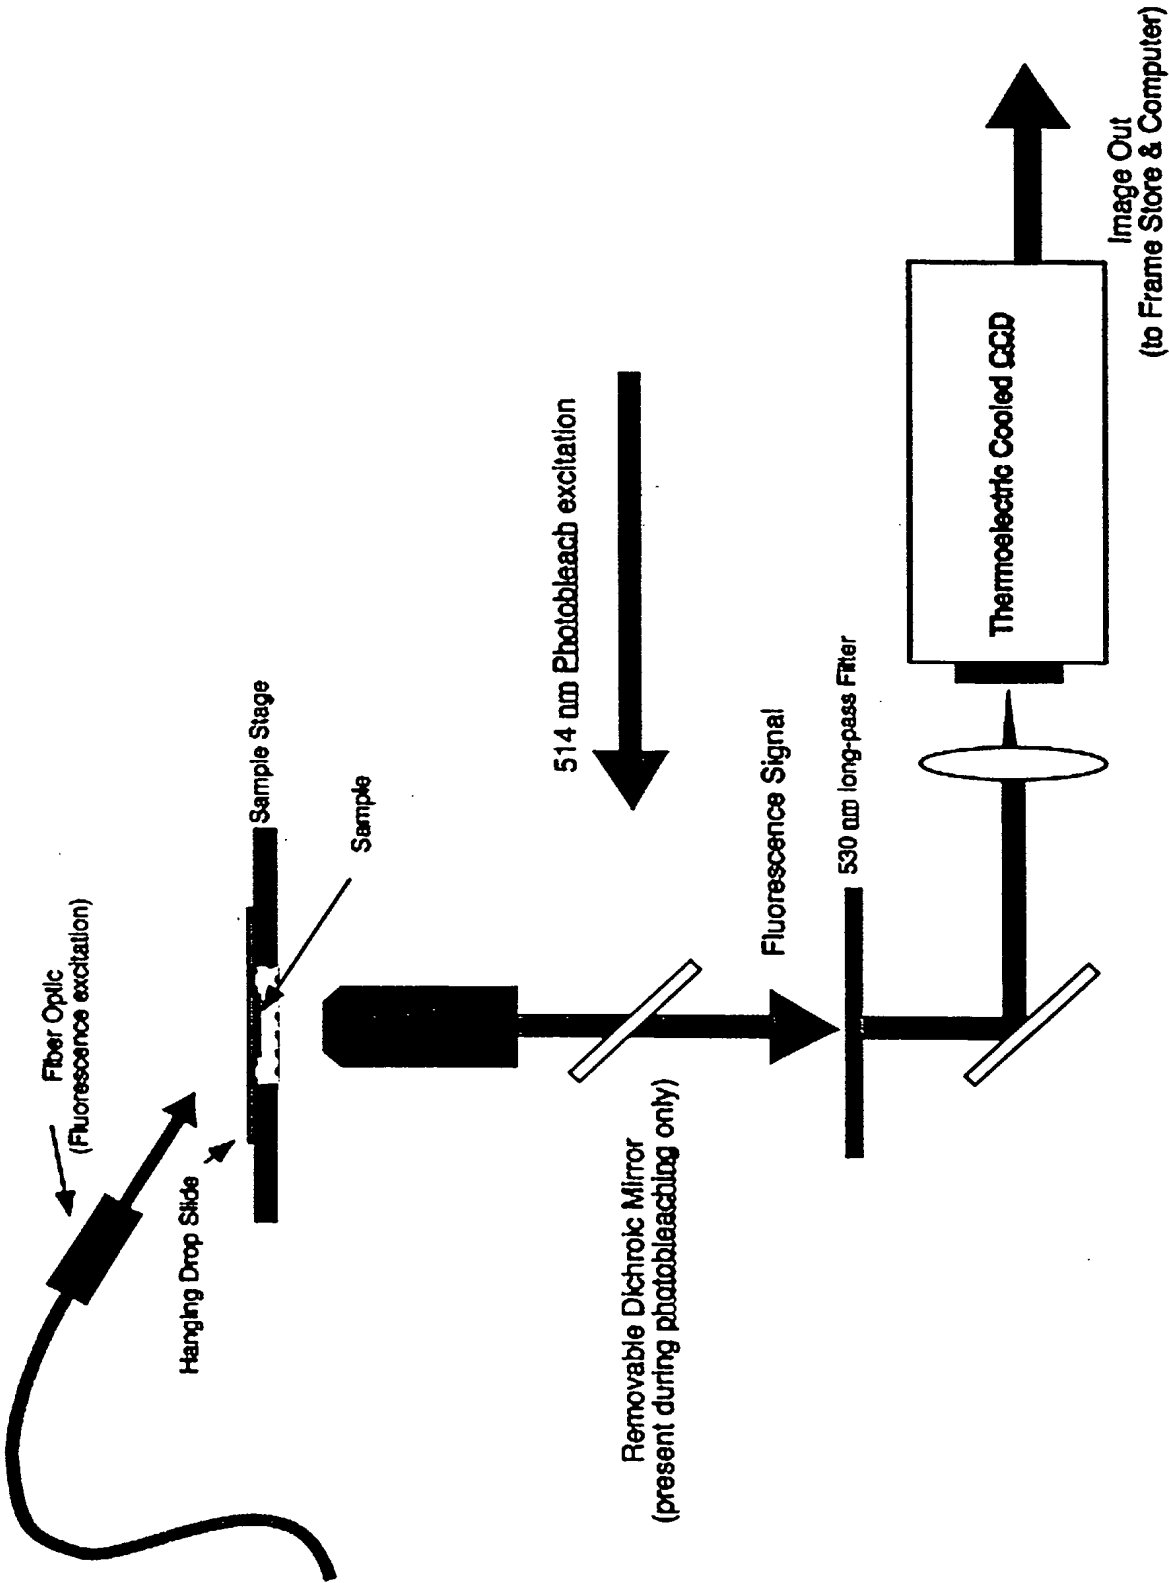 Fiber Optic
(Fluorescence excitation)
Hanging Drop Slide
Sample Stage
Sample
514 nm Photobleach excitation
Removable Dichroic Mirror
(present during photobleaching only)
Fluorescence Signal
530 nm long-pass Filter
Thermoelectric Cooled CCD
Image Out
(to Frame Store & Computer)